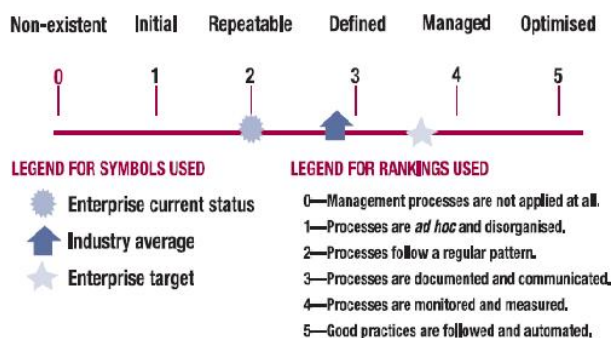 Non-existent Initial Repeatable Defined Managed Optimised
0 1 2 3 4 5
LEGEND FOR SYMBOLS USED
Enterprise current status
Industry average
Enterprise target
LEGEND FOR RANKINGS USED
0—Management processes are not applied at all.
1—Processes are ad hoc and disorganised.
2—Processes follow a regular pattern.
3—Processes are documented and communicated.
4—Processes are monitored and measured.
5—Good practices are followed and automated.